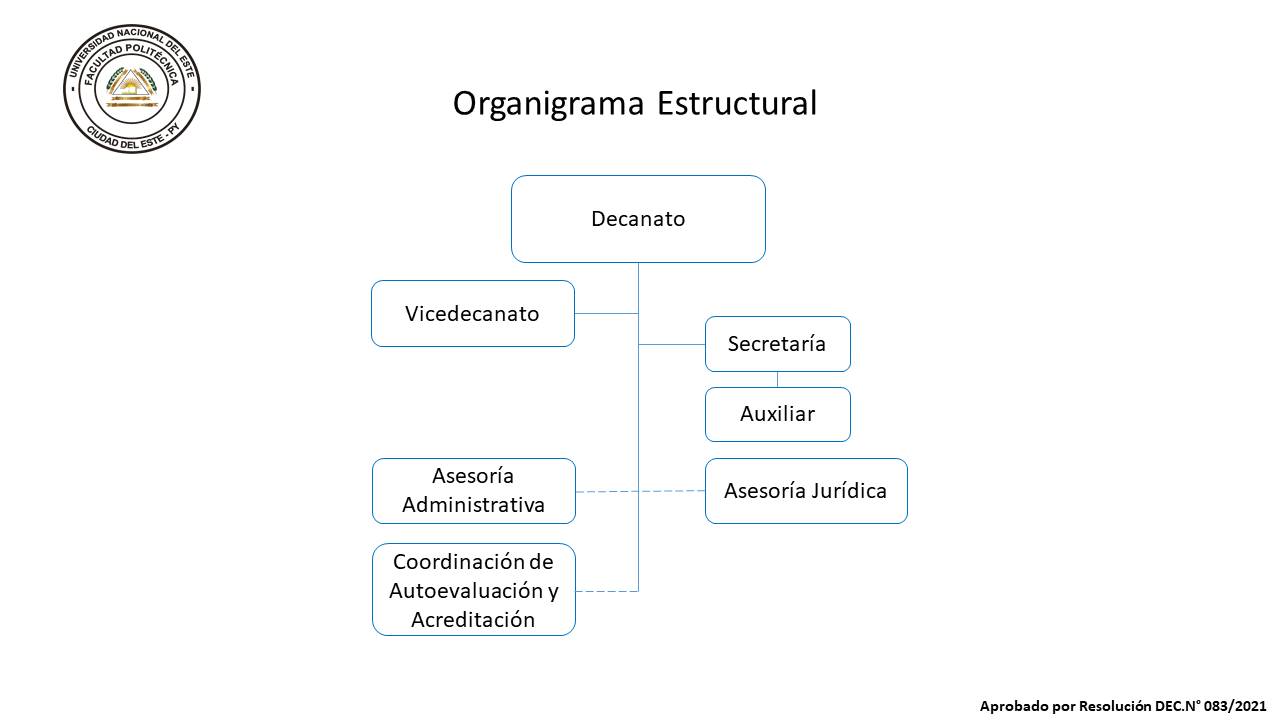 UNIVERSIDAD NACIONAL DEL ESTE
FACULTAD POLITÉCNICA
CIUDAD DEL ESTE - PY
Organigrama Estructural
Decanato
Vicedecanato
Secretaría
Auxiliar
Asesoría
Administrativa
Asesoría Jurídica
Coordinación de
Autoevaluación y
Acreditación
Aprobado por Resolución DEC.N° 083/2021